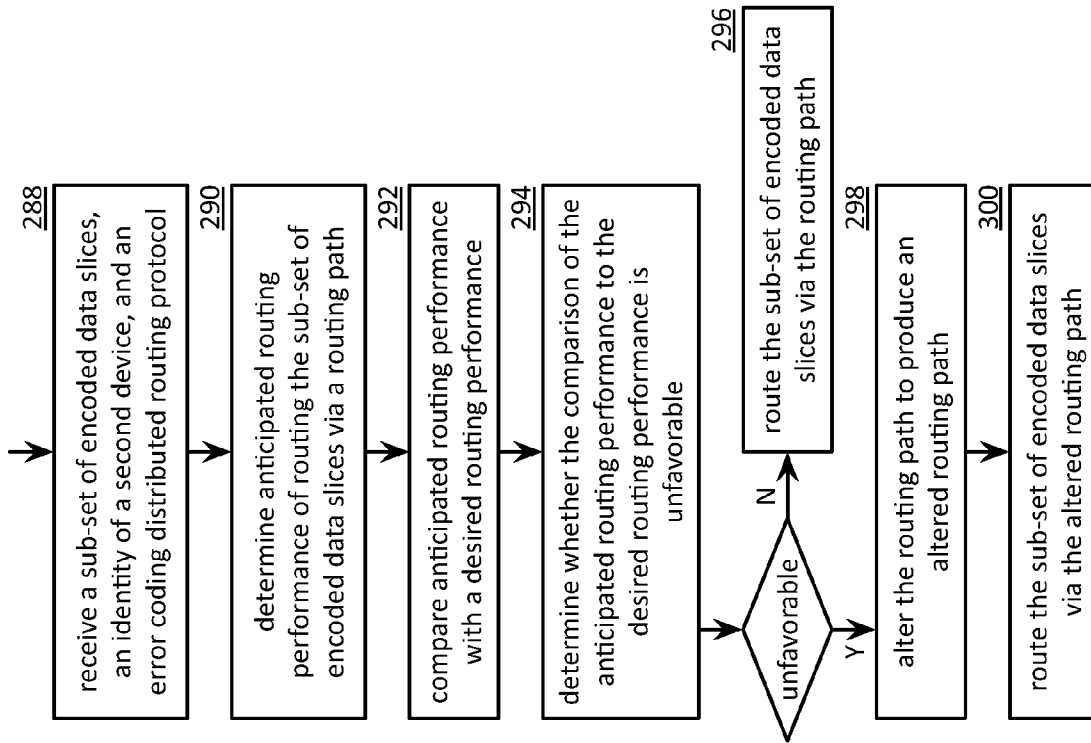 288
receive a sub-set of encoded data slices,
an identity of a second device, and an
error coding distributed routing protocol
290
determine anticipated routing
performance of routing the sub-set of
encoded data slices via a routing path
292
compare anticipated routing performance
with a desired routing performance
294
determine whether the comparison of the
anticipated routing performance to the
desired routing performance is
unfavorable
unfavorable
N
296
route the sub-set of encoded data
slices via the routing path
Y
298
alter the routing path to produce an
altered routing path
300
route the sub-set of encoded data slices
via the altered routing path